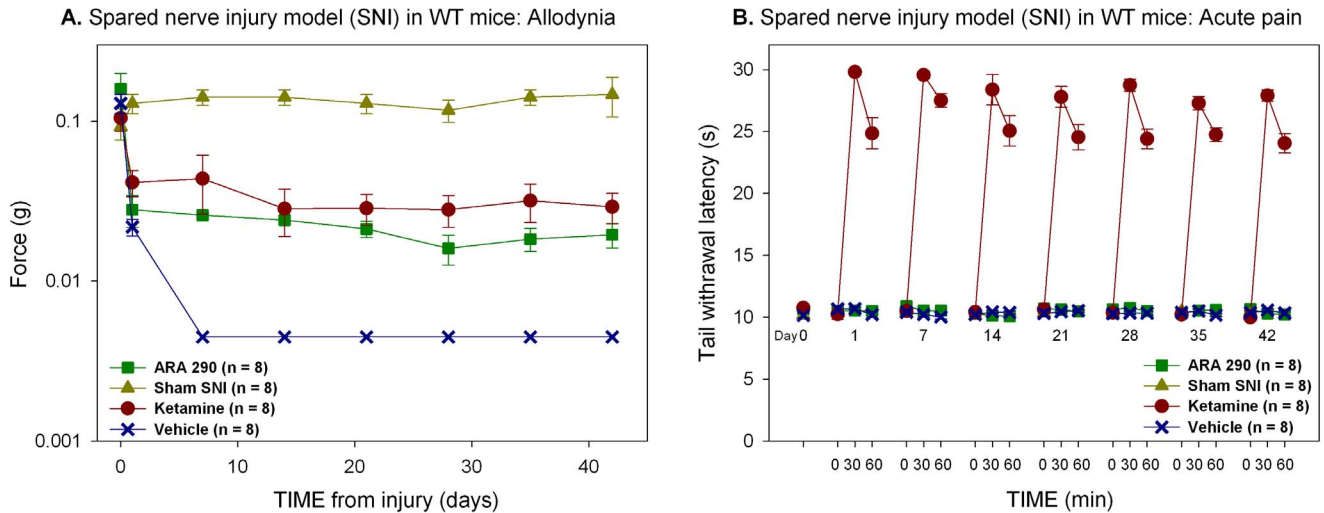 A. Spared nerve injury model (SNI) in WT mice: Allodynia
Force (g)
0.1
0.01
0.001
ARA 290 (n = 8)
Sham SNI (n = 8)
Ketamine (n = 8)
Vehicle (n = 8)
0 10 20 30 40
TIME from injury (days)
B. Spared nerve injury model (SNI) in WT mice: Acute pain
Tail withdrawal latency (s)
30
25
20
15
10
5
0
Day 0 1 7 14 21 28 35 42
ARA 290 (n = 8)
Sham SNI (n = 8)
Ketamine (n = 8)
Vehicle (n = 8)
0 30 60 0 30 60 0 30 60 0 30 60 0 30 60 0 30 60 0 30 60
TIME (min)